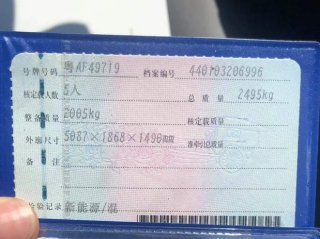 号牌号码 粤AF49719 档案编号 440103206996
核定载人数 5人 总质量 2495kg
整备质量 2005kg 核定载质量
外廓尺寸 5087×1868×1490mm 准牵引总质量
备注
检验记录 新能源/混